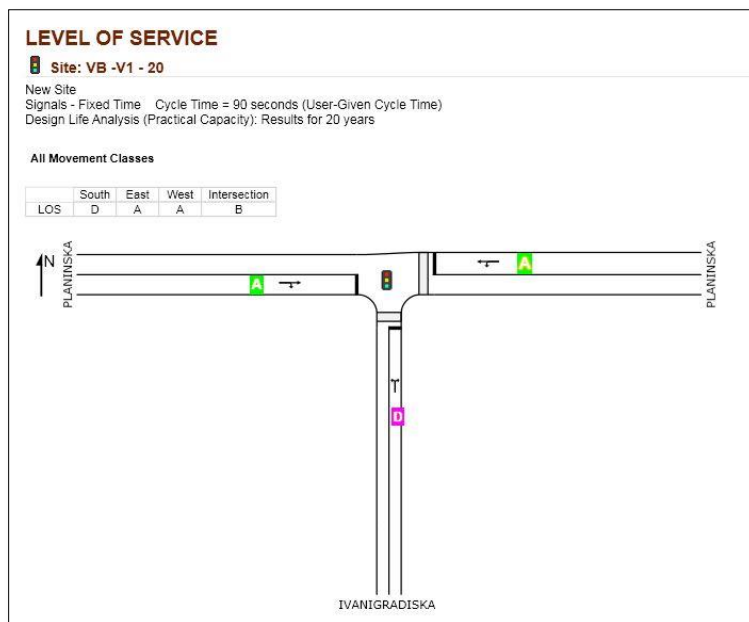 LEVEL OF SERVICE
Site: VB -V1 - 20
New Site
Signals - Fixed Time Cycle Time = 90 seconds (User-Given Cycle Time)
Design Life Analysis (Practical Capacity): Results for 20 years
All Movement Classes
South East West Intersection
LOS D A A B
N
PLANINSKA
A
A
PLANINSKA
D
IVANIGRADISKA